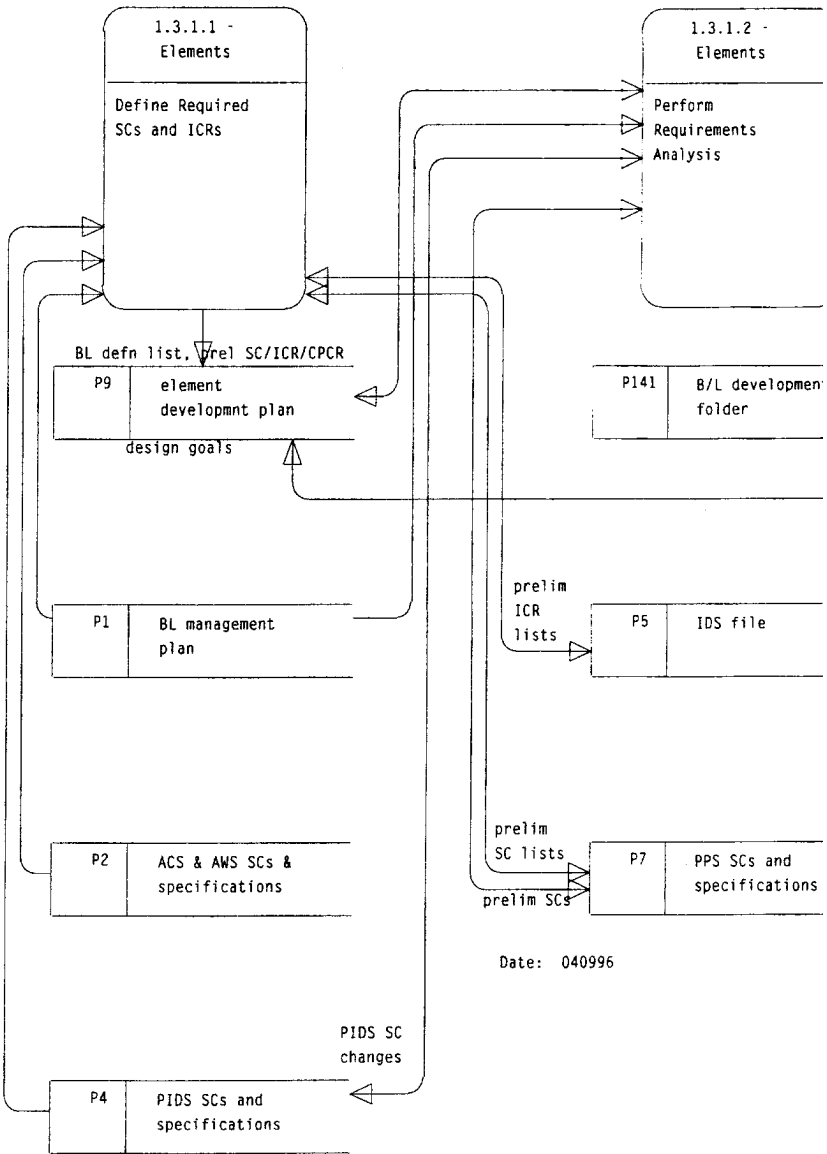 1.3.1.1 -
Elements
Define Required
SCs and ICRs
1.3.1.2 -
Elements
Perform
Requirements
Analysis
BL defn list, prel SC/ICR/CPCR
P9
element
developmnt plan
design goals
P141
B/L development
folder
P1
BL management
plan
prelim
ICR
lists
P5
IDS file
P2
ACS & AWS SCs &
specifications
prelim
SC lists
prelim SCs
P7
PPS SCs and
specifications
Date: 040996
PIDS SC
changes
P4
PIDS SCs and
specifications